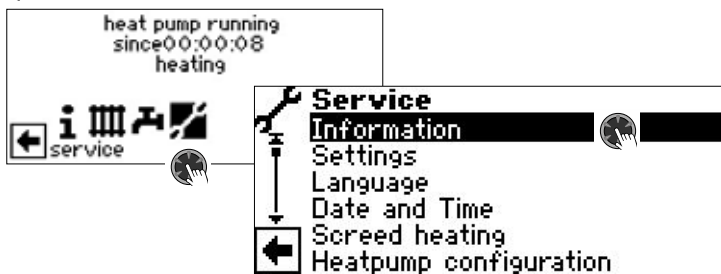 heat pump running
since00:00:08
heating
service
Service
Information
Settings
Language
Date and Time
Screed heating
Heatpump configuration